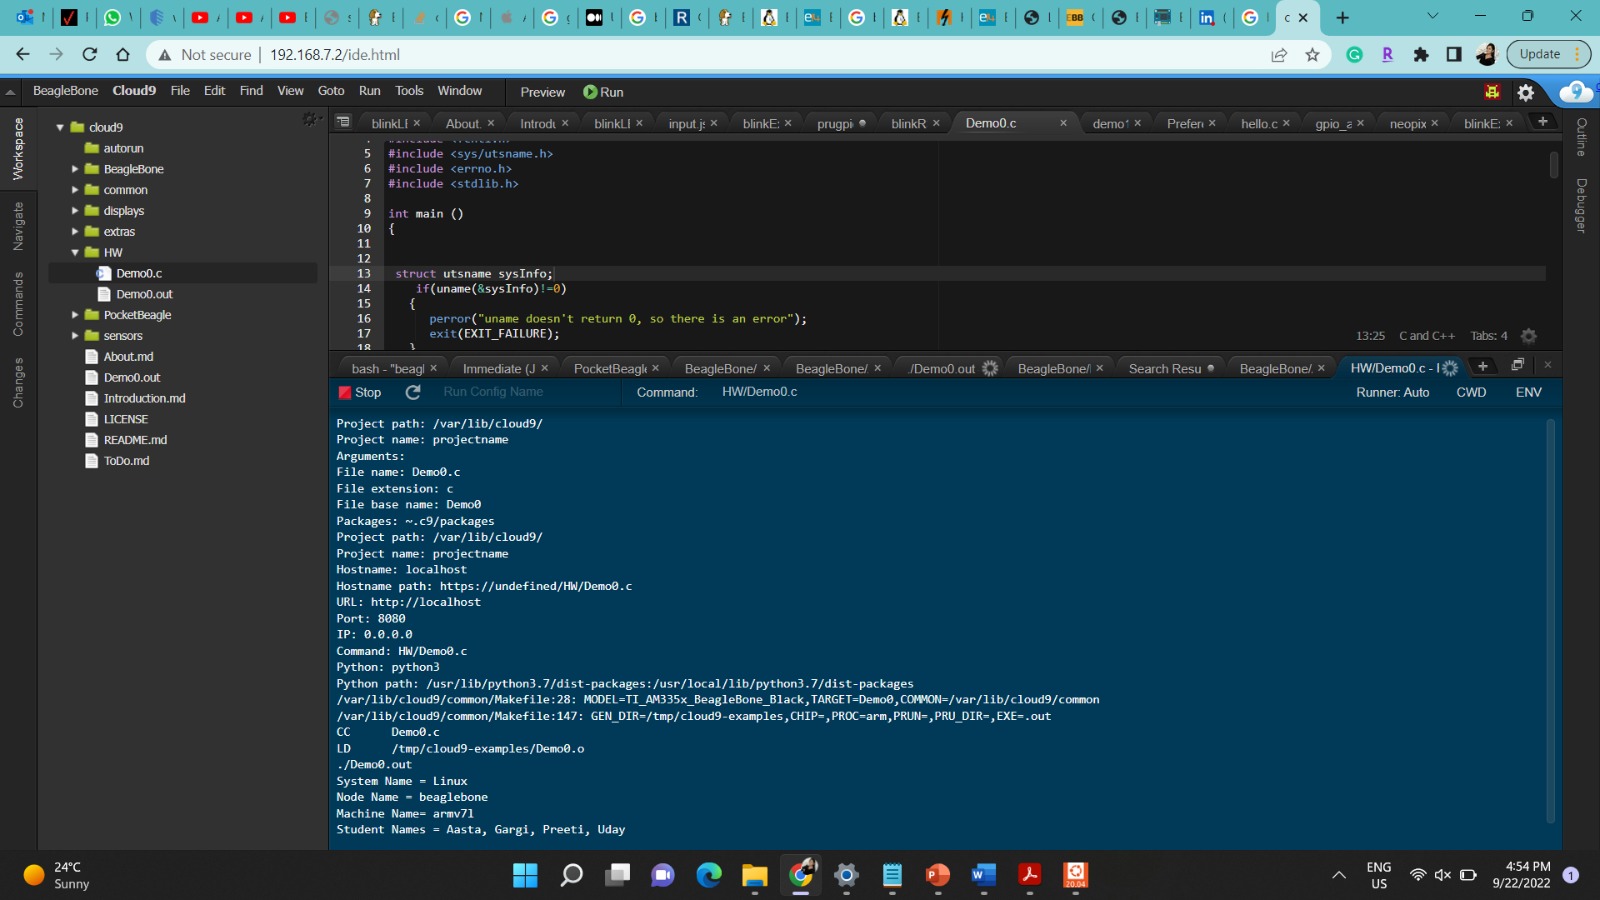 Not secure | 192.168.7.2/ide.html
Update
BeagleBone Cloud9 File Edit Find View Goto Run Tools Window Preview Run
Workspace
Navigate
Commands
Changes
cloud9
autorun
BeagleBone
common
displays
extras
HW
Demo0.c
Demo0.out
PocketBeagle
sensors
About.md
Demo0.out
Introduction.md
LICENSE
README.md
ToDo.md
blinkLE About. Introdu blinkLE input.js blinkE: prugpi blinkR Demo0.c demo1 Prefer hello.c gpio_a neopix blinkE:
5 #include <sys/utsname.h>
6 #include <errno.h>
7 #include <stdlib.h>
8
9 int main ()
10 {
11
12
13 struct utsname sysInfo;
14 if(uname(&sysInfo)!=0)
15 {
16 perror("uname doesn't return 0, so there is an error");
17 exit(EXIT_FAILURE);
18 }
13:25 C and C++ Tabs: 4
Outline
Debugger
bash - "beagl Immediate (J PocketBeagle BeagleBone/ BeagleBone/ ./Demo0.out BeagleBone/ Search Resu BeagleBone/. HW/Demo0.c -
Stop Run Config Name Command: HW/Demo0.c Runner: Auto CWD ENV
Project path: /var/lib/cloud9/
Project name: projectname
Arguments:
File name: Demo0.c
File extension: c
File base name: Demo0
Packages: ~.c9/packages
Project path: /var/lib/cloud9/
Project name: projectname
Hostname: localhost
Hostname path: https://undefined/HW/Demo0.c
URL: http://localhost
Port: 8080
IP: 0.0.0.0
Command: HW/Demo0.c
Python: python3
Python path: /usr/lib/python3.7/dist-packages:/usr/local/lib/python3.7/dist-packages
/var/lib/cloud9/common/Makefile:28: MODEL=TI_AM335x_BeagleBone_Black,TARGET=Demo0,COMMON=/var/lib/cloud9/common
/var/lib/cloud9/common/Makefile:147: GEN_DIR=/tmp/cloud9-examples,CHIP=,PROC=arm,PRUN=,PRU_DIR=,EXE=.out
CC Demo0.c
LD /tmp/cloud9-examples/Demo0.o
./Demo0.out
System Name = Linux
Node Name = beaglebone
Machine Name= armv7l
Student Names = Aasta, Gargi, Preeti, Uday
24°C
Sunny
20.04
ENG
US
4:54 PM
9/22/2022
1